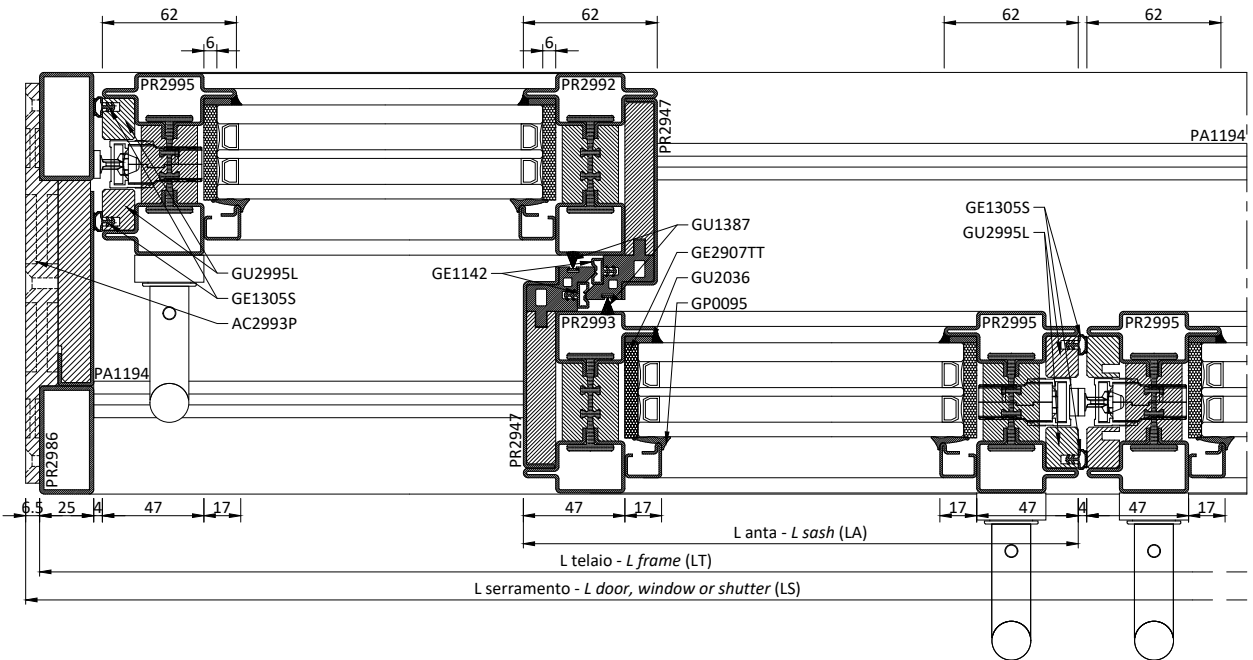 62
62
62
62
6
6
PR2995
PR2992
PR2947
PA1194
GU1387
GE2907TT
GU2036
GP0095
GE1142
GE1305S
GU2995L
GU2995L
GE1305S
AC2993P
PR2993
PR2995
PR2995
PA1194
PR2986
PR2947
6.5
25
4
47
17
47
17
17
47
4
47
17
L anta - L sash (LA)
L telaio - L frame (LT)
L serramento - L door, window or shutter (LS)